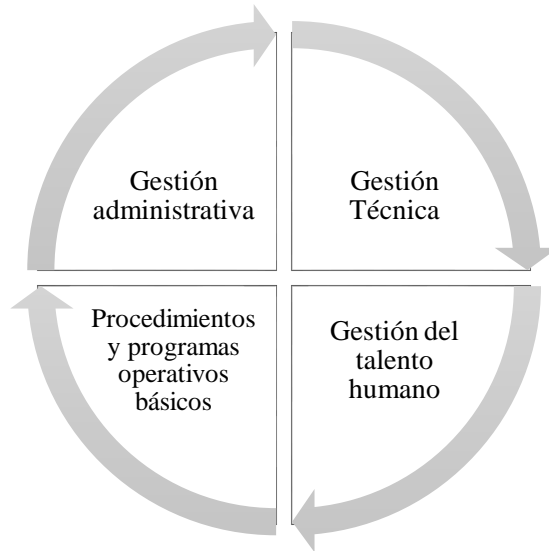 Gestión
administrativa
Gestión
Técnica
Procedimientos
y programas
operativos
básicos
Gestión del
talento
humano